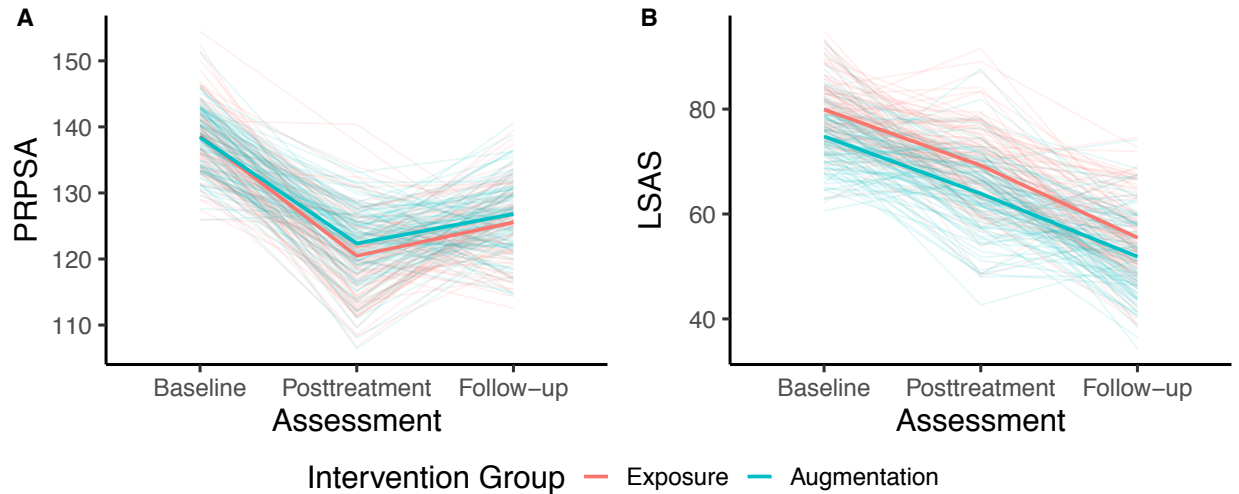 A
PRPSA
150
140
130
120
110
Baseline Posttreatment Follow−up
Assessment
B
LSAS
80
60
40
Baseline Posttreatment Follow−up
Assessment
Intervention Group Exposure Augmentation